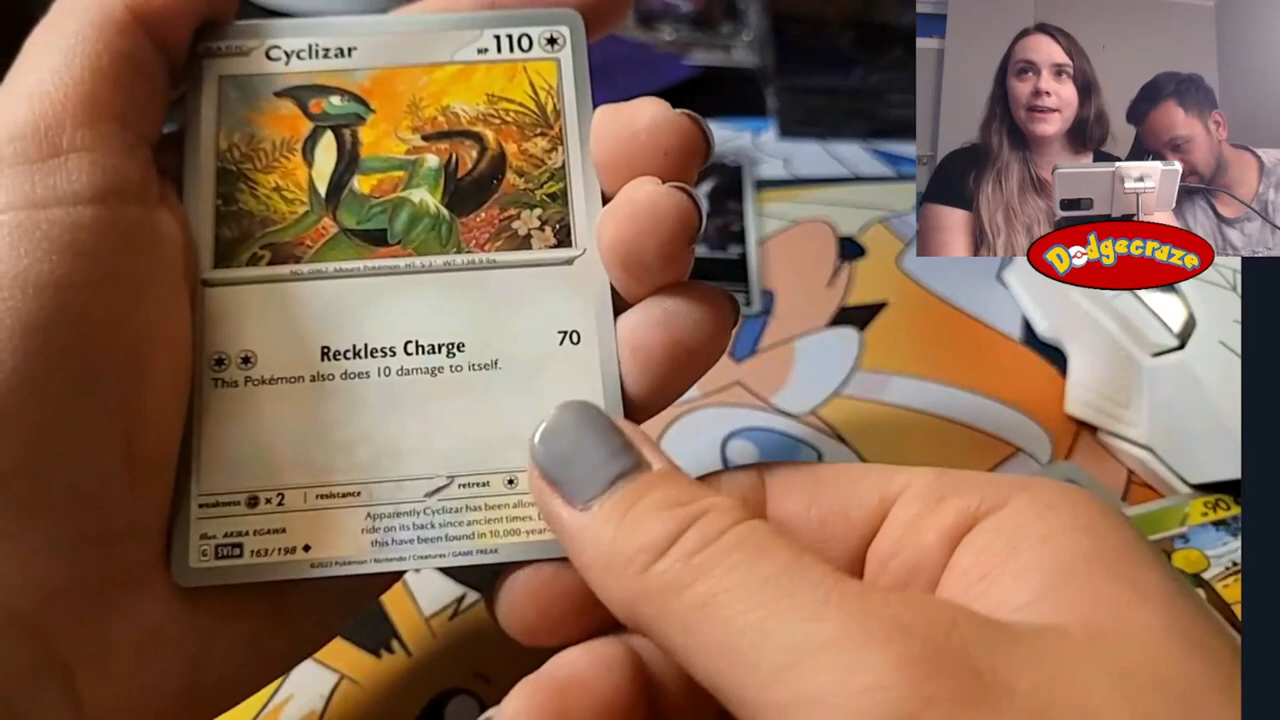 BASIC Cyclizar HP 110
NO. 0967 Mount Pokémon HT: 5'3" WT: 138.9 lbs.
Reckless Charge 70
This Pokémon also does 10 damage to itself.
weakness ×2 resistance retreat
Apparently Cyclizar has been allow
ride on its back since ancient times.
this have been found in 10,000-year-
Illus. AKIRA EGAWA
G SVI EN 163/198
©2023 Pokémon / Nintendo / Creatures / GAME FREAK
Dodgecraze
90